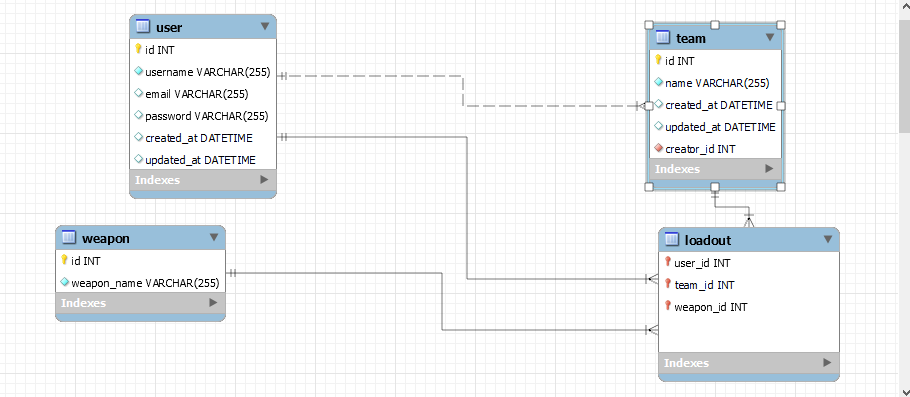 user
id INT
username VARCHAR(255)
email VARCHAR(255)
password VARCHAR(255)
created_at DATETIME
updated_at DATETIME
Indexes
team
id INT
name VARCHAR(255)
created_at DATETIME
updated_at DATETIME
creator_id INT
Indexes
weapon
id INT
weapon_name VARCHAR(255)
Indexes
loadout
user_id INT
team_id INT
weapon_id INT
Indexes